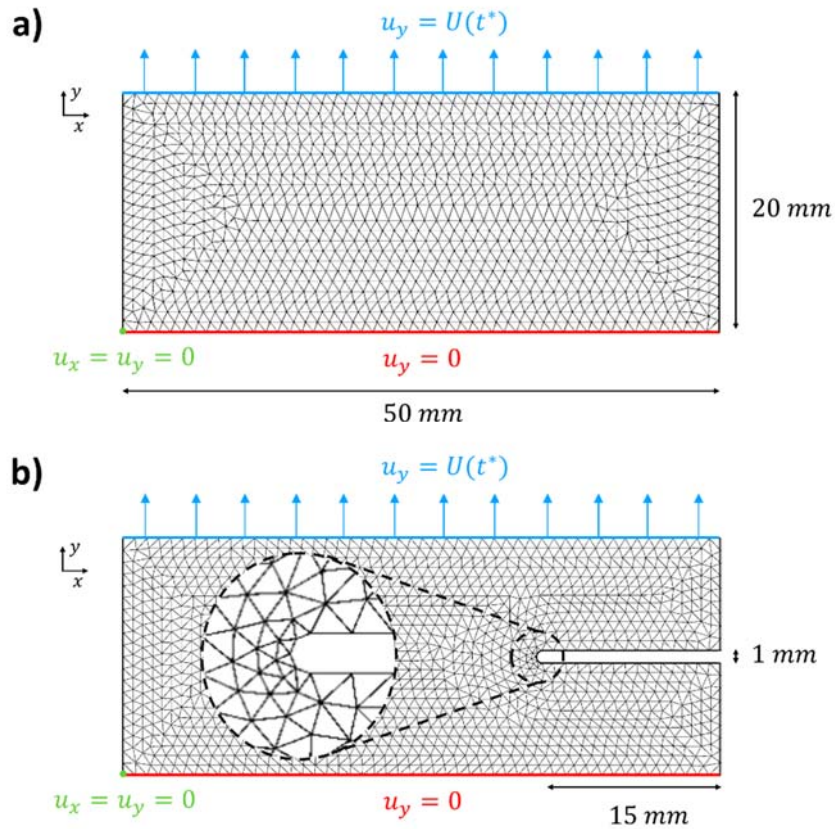 a)
u_y = U(t*)
y
x
20 mm
u_x = u_y = 0
u_y = 0
50 mm
b)
u_y = U(t*)
y
x
1 mm
u_x = u_y = 0
u_y = 0
15 mm